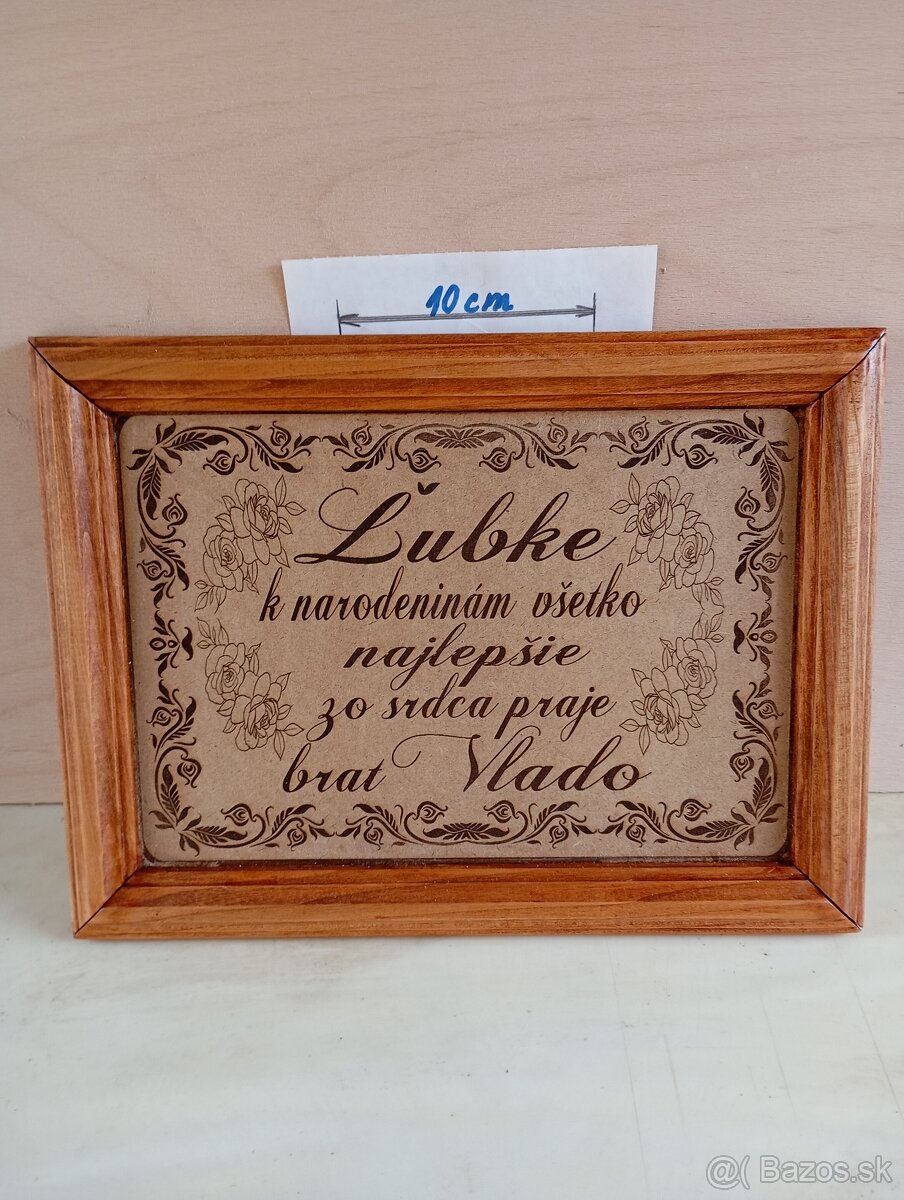 10 cm
Ľubke
k narodeninám všetko
najlepšie
zo srdca praje
brat Vlado
@( Bazos.sk